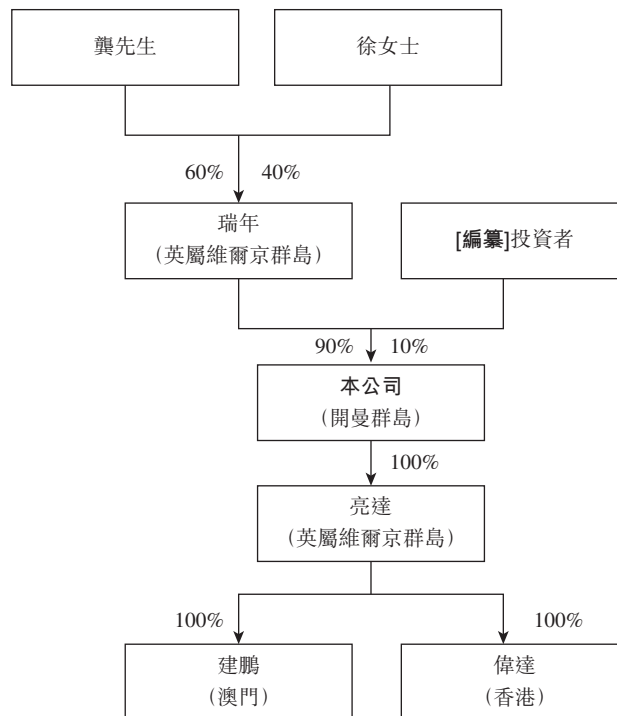 龔先生
徐女士
60%
40%
瑞年
（英屬維爾京群島）
[編纂]投資者
90%
10%
本公司
（開曼群島）
100%
亮達
（英屬維爾京群島）
100%
100%
建鵬
（澳門）
偉達
（香港）